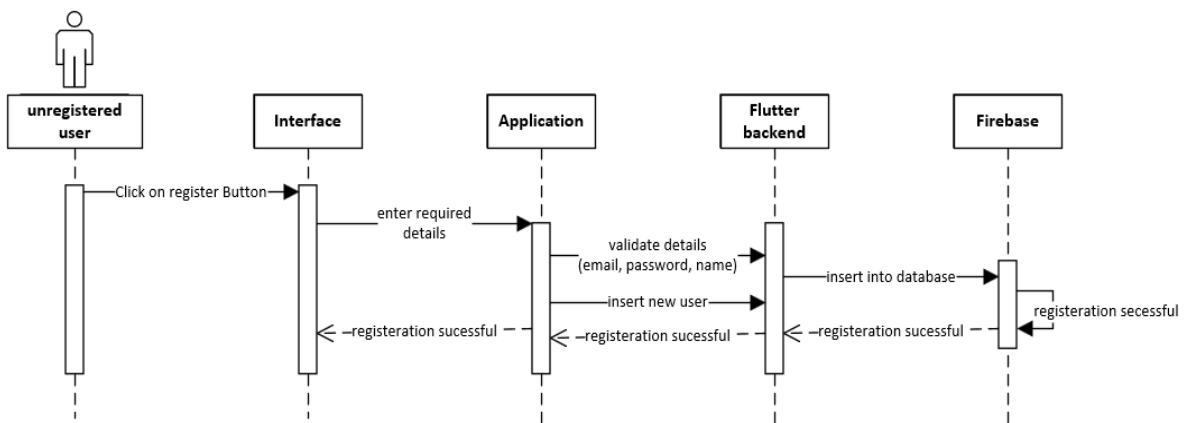 unregistered
user
Interface
Application
Flutter
backend
Firebase
Click on register Button
enter required
details
validate details
(email, password, name)
insert into database
insert new user
registeration secessful
registeration sucessful
registeration sucessful
registeration sucessful